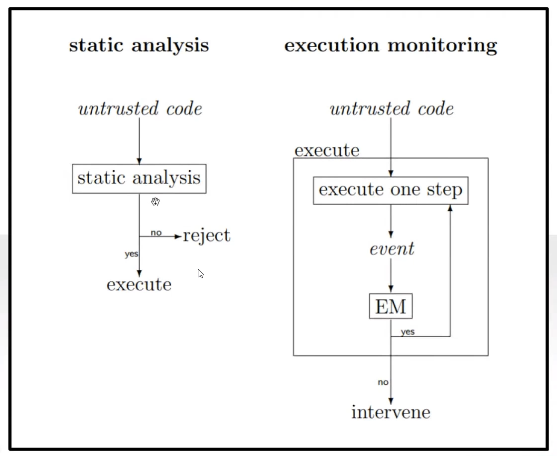 static analysis
untrusted code
static analysis
no
reject
yes
execute
execution monitoring
untrusted code
execute
execute one step
event
EM
yes
no
intervene